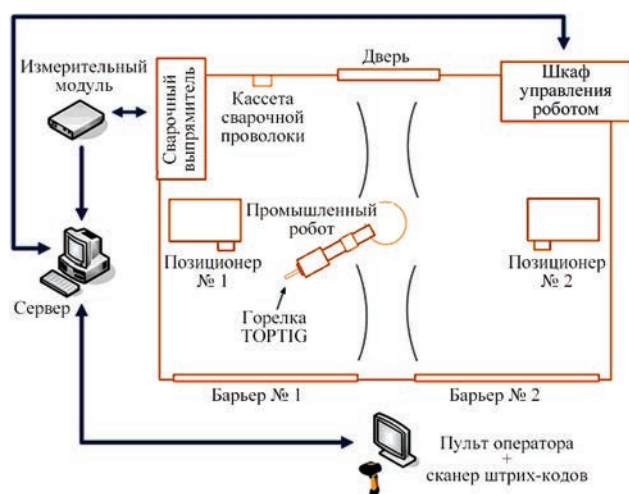 Дверь
Измерительный
модуль
Сварочный
выпрямитель
Кассета
сварочной
проволоки
Шкаф
управления
роботом
Промышленный
робот
Позиционер
№ 1
Позиционер
№ 2
Сервер
Горелка
TOPTIG
Барьер № 1
Барьер № 2
Пульт оператора
+
сканер штрих-кодов